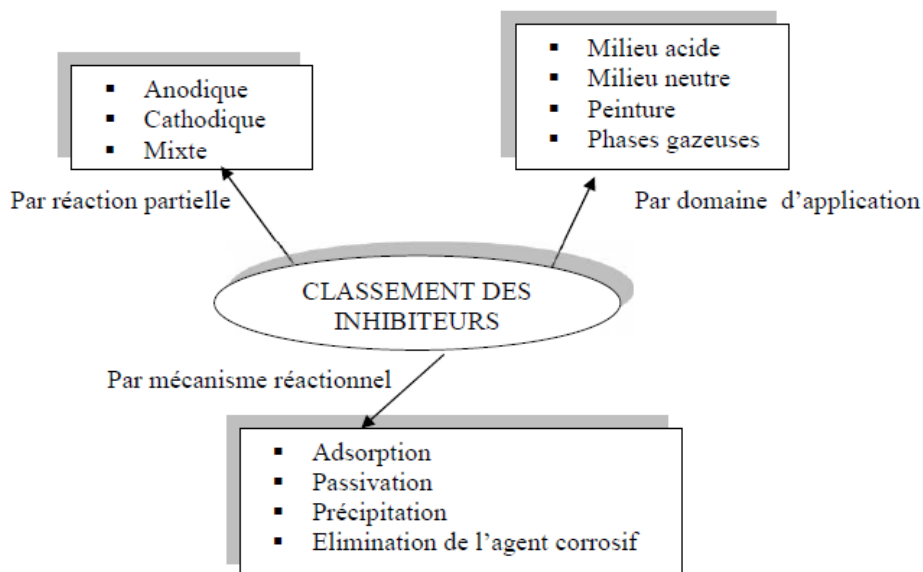 ▪ Anodique
▪ Cathodique
▪ Mixte
▪ Milieu acide
▪ Milieu neutre
▪ Peinture
▪ Phases gazeuses
Par réaction partielle
Par domaine d’application
CLASSEMENT DES
INHIBITEURS
Par mécanisme réactionnel
▪ Adsorption
▪ Passivation
▪ Précipitation
▪ Elimination de l’agent corrosif